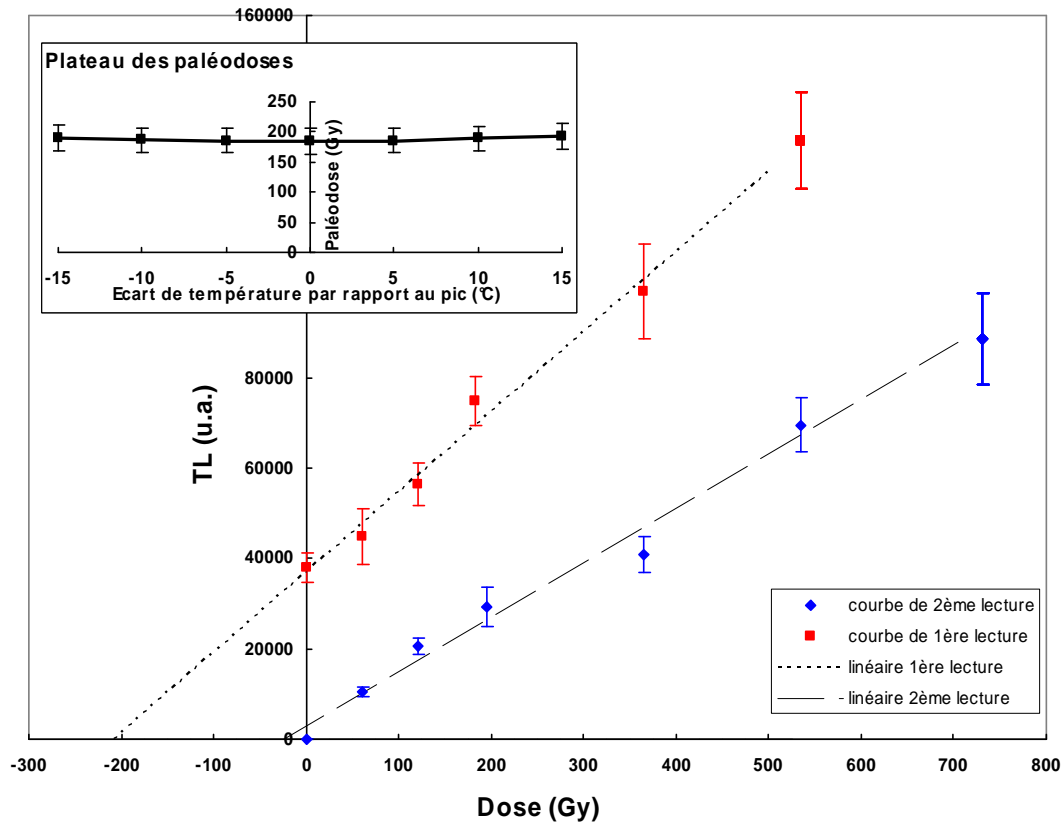 160000
Plateau des paléodoses
250
200
150
100
50
0
Paléodose (Gy)
-15 -10 -5 0 5 10 15
Ecart de température par rapport au pic (°C)
80000
60000
40000
20000
0
TL (u.a.)
courbe de 2ème lecture
courbe de 1ère lecture
linéaire 1ère lecture
linéaire 2ème lecture
-300 -200 -100 0 100 200 300 400 500 600 700 800
Dose (Gy)